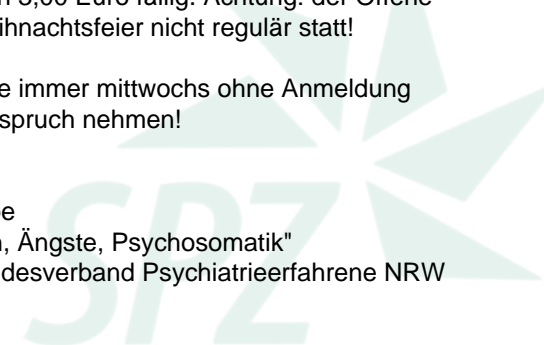 5,00 Euro fällig. Achtung: der Offene
ihnachtsfeier nicht regulär statt!
e immer mittwochs ohne Anmeldung
spruch nehmen!
e
, Ängste, Psychosomatik"
desverband Psychiatrieerfahrene NRW
SPZ